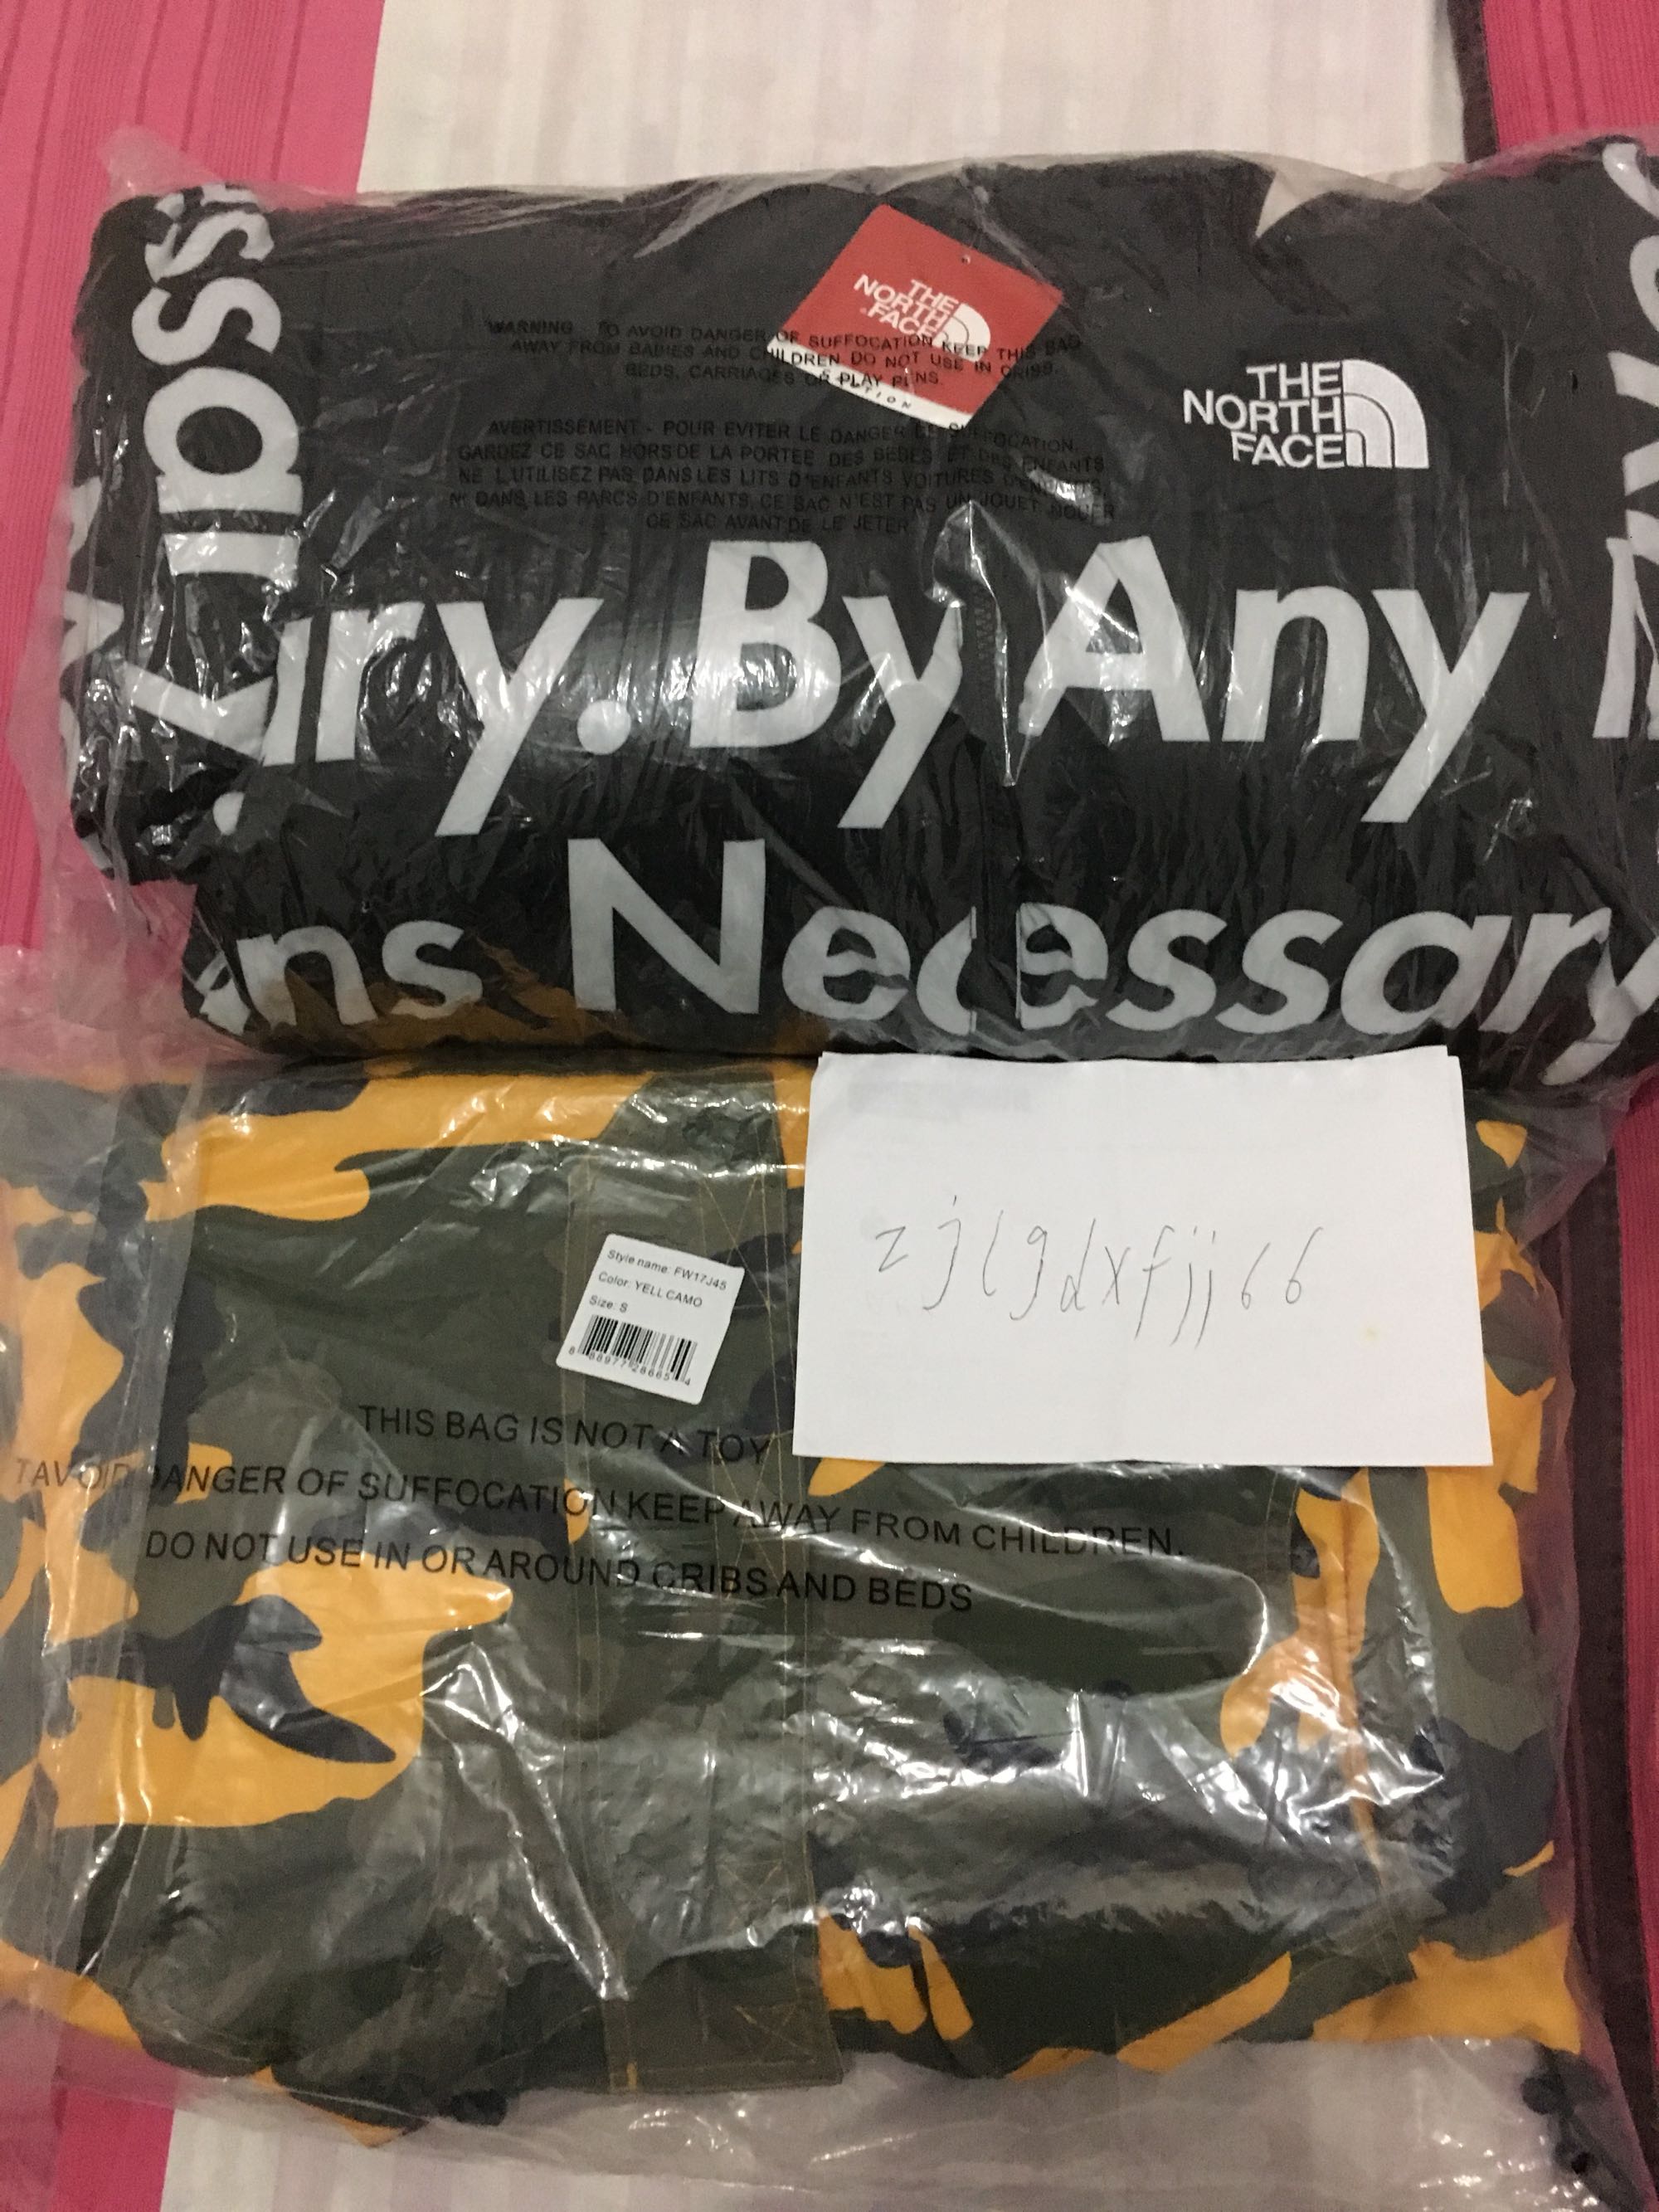 THE
NORTH
FACE
WARNING TO AVOID DANGER OF SUFFOCATION KEEP THIS BAG
AWAY FROM BABIES AND CHILDREN DO NOT USE IN CRIBS.
BEDS, CARRIAGES OR PLAY PENS.
THE
NORTH
FACE
AVERTISSEMENT - POUR EVITER LE DANGER DE SUFFOCATION.
GARDEZ CE SAC HORS DE LA PORTEE DES BEBES ET DES ENFANTS
NE L'UTILISEZ PAS DANS LES LITS D'ENFANTS VOITURES D'ENFANTS,
NI DANS LES PARCS D'ENFANTS. CE SAC N'EST PAS UN JOUET NOUER
CE SAC AVANT DE LE JETER
ry. By Any
ns Necessary
zjlgdxfjj66
Style name: FW17J45
Color: YELL CAMO
Size: S
THIS BAG IS NOT A TOY
TAVOID DANGER OF SUFFOCATION KEEP AWAY FROM CHILDREN.
DO NOT USE IN OR AROUND CRIBS AND BEDS